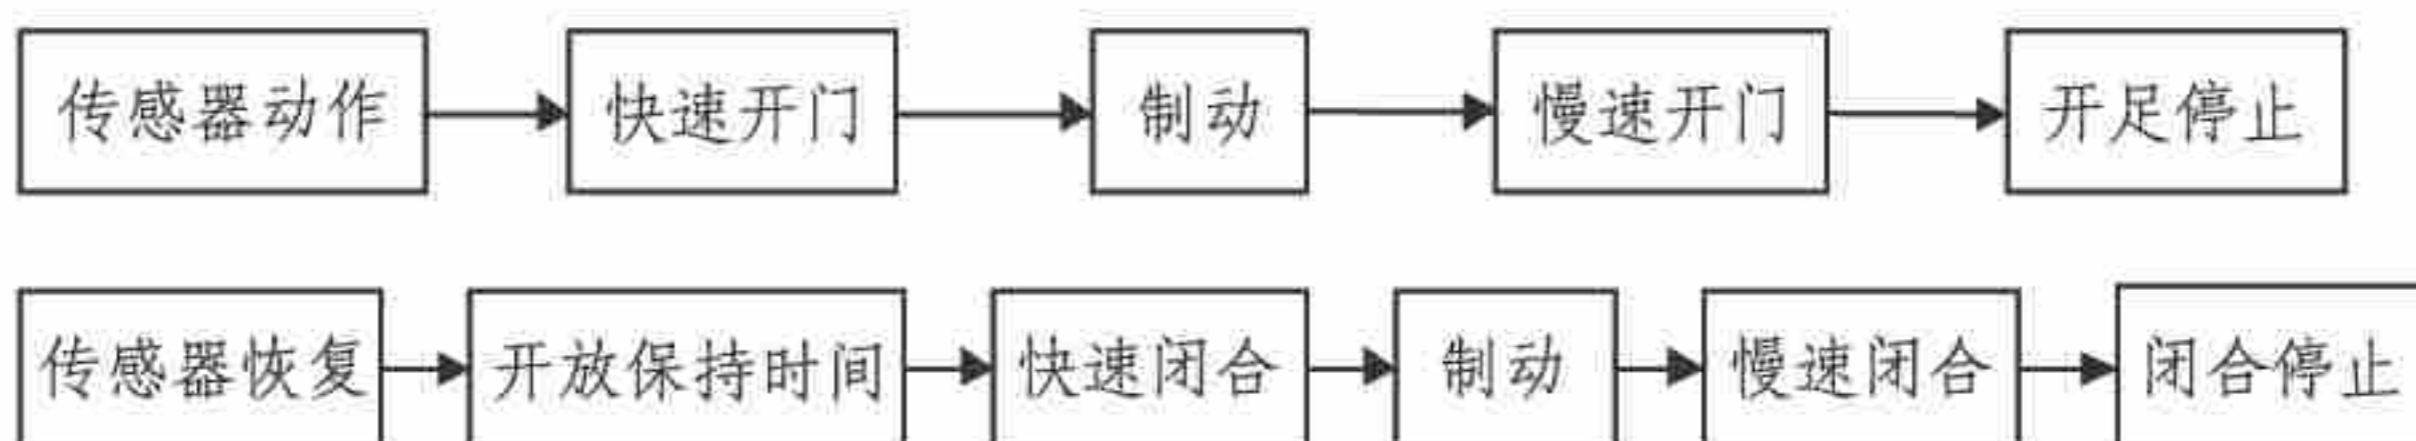 传感器动作 快速开门 制动 慢速开门 开足停止
传感器恢复 开放保持时间 快速闭合 制动 慢速闭合 闭合停止